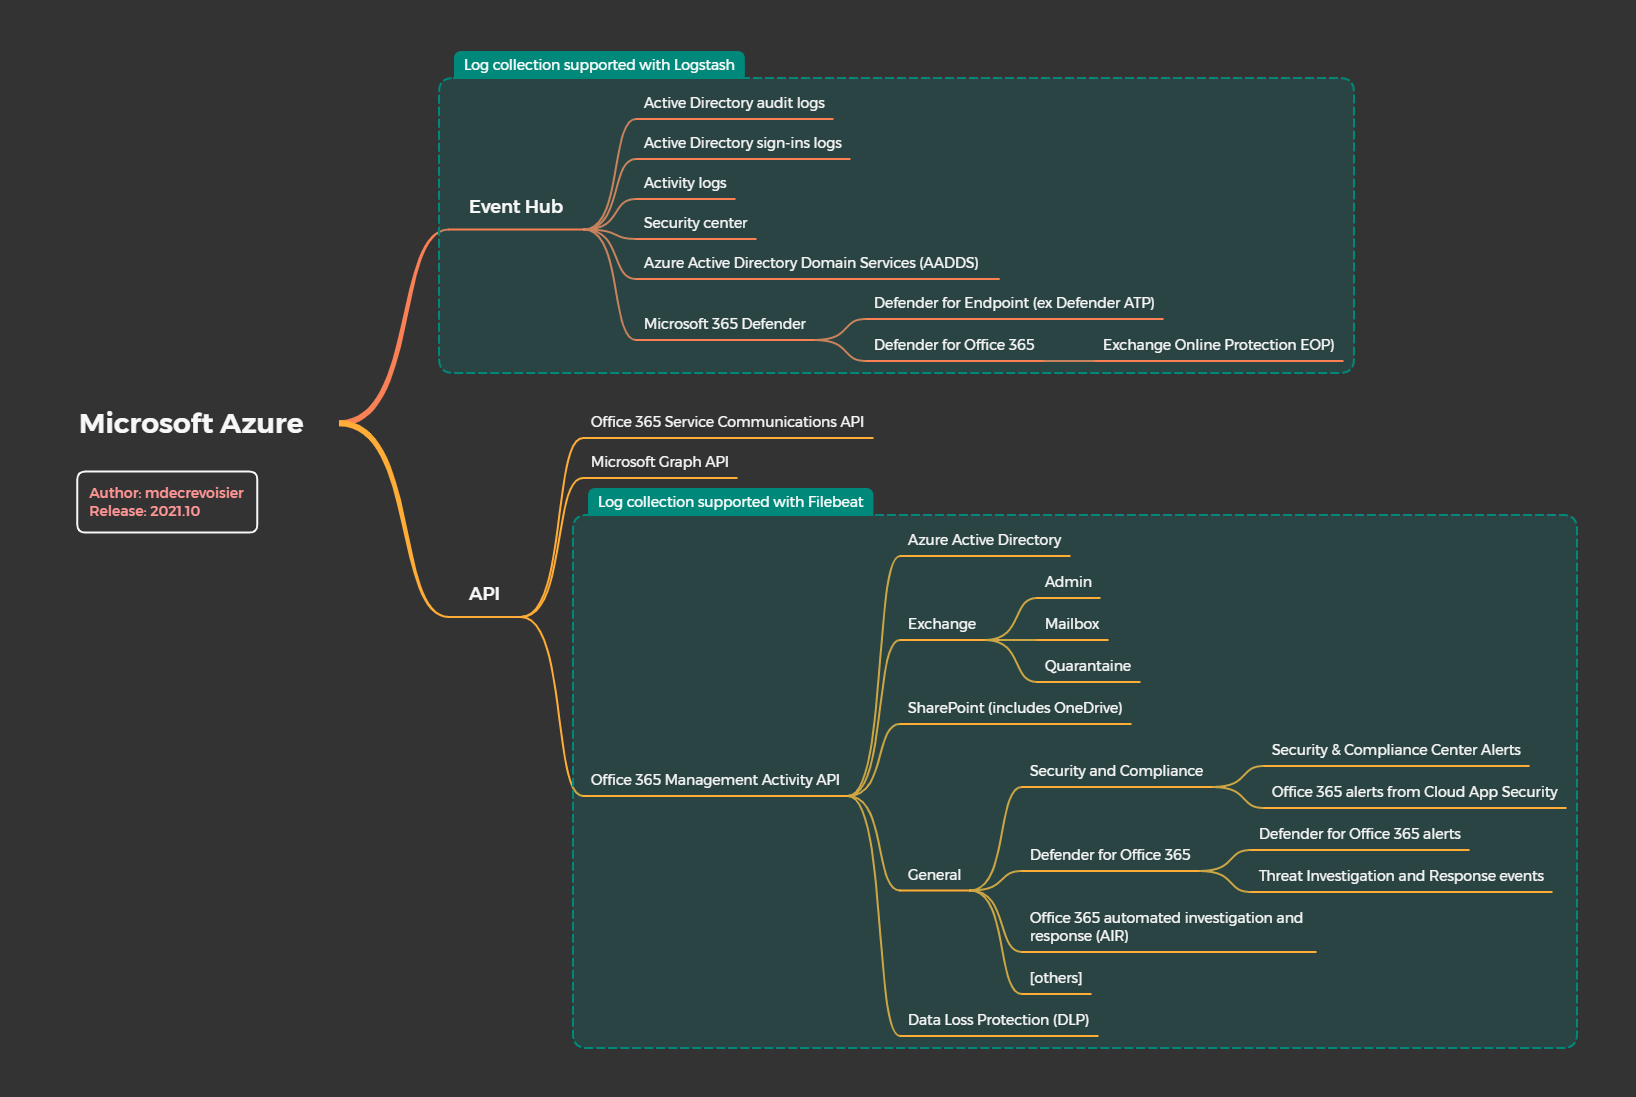 Log collection supported with Logstash
Active Directory audit logs
Active Directory sign-ins logs
Activity logs
Event Hub
Security center
Azure Active Directory Domain Services (AADDS)
Defender for Endpoint (ex Defender ATP)
Microsoft 365 Defender
Defender for Office 365
Exchange Online Protection EOP)
Microsoft Azure
Author: mdecrevoisier
Release: 2021.10
Office 365 Service Communications API
Microsoft Graph API
Log collection supported with Filebeat
API
Azure Active Directory
Admin
Exchange
Mailbox
Quarantaine
SharePoint (includes OneDrive)
Office 365 Management Activity API
Security and Compliance
Security & Compliance Center Alerts
Office 365 alerts from Cloud App Security
General
Defender for Office 365
Defender for Office 365 alerts
Threat Investigation and Response events
Office 365 automated investigation and
response (AIR)
[others]
Data Loss Protection (DLP)